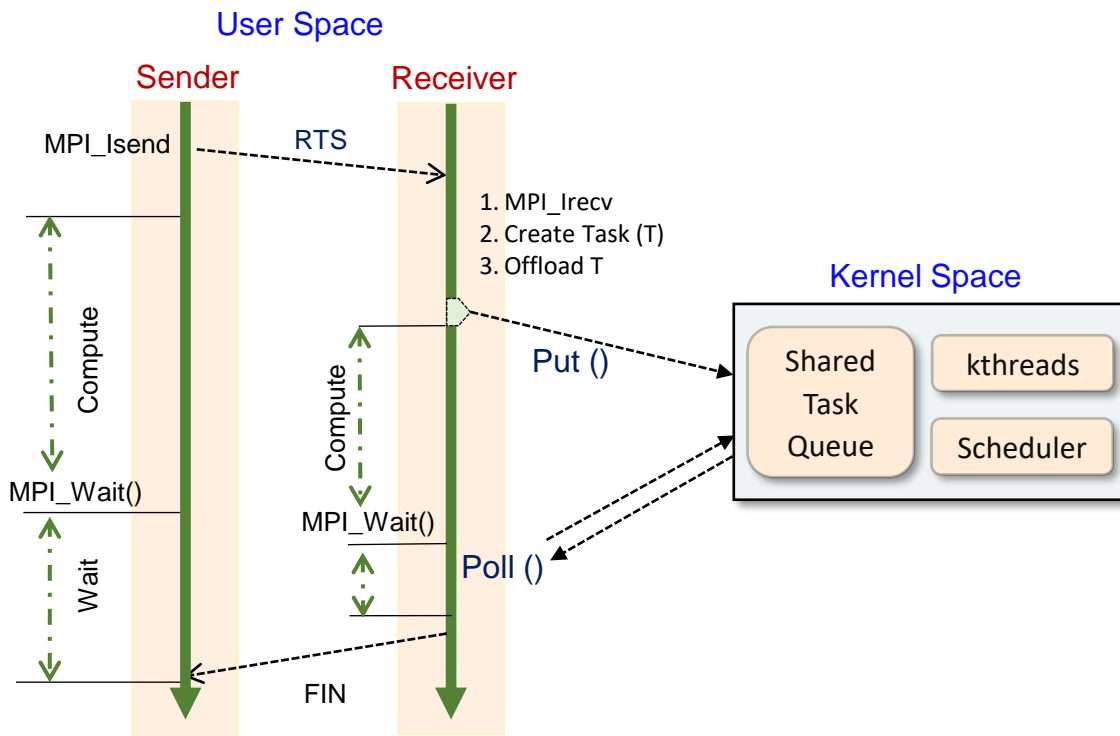 User Space
Sender
Receiver
MPI_Isend
RTS
1. MPI_Irecv
2. Create Task (T)
3. Offload T
Kernel Space
Compute
Compute
Put ()
Shared
Task
Queue
kthreads
Scheduler
MPI_Wait()
MPI_Wait()
Poll ()
Wait
FIN